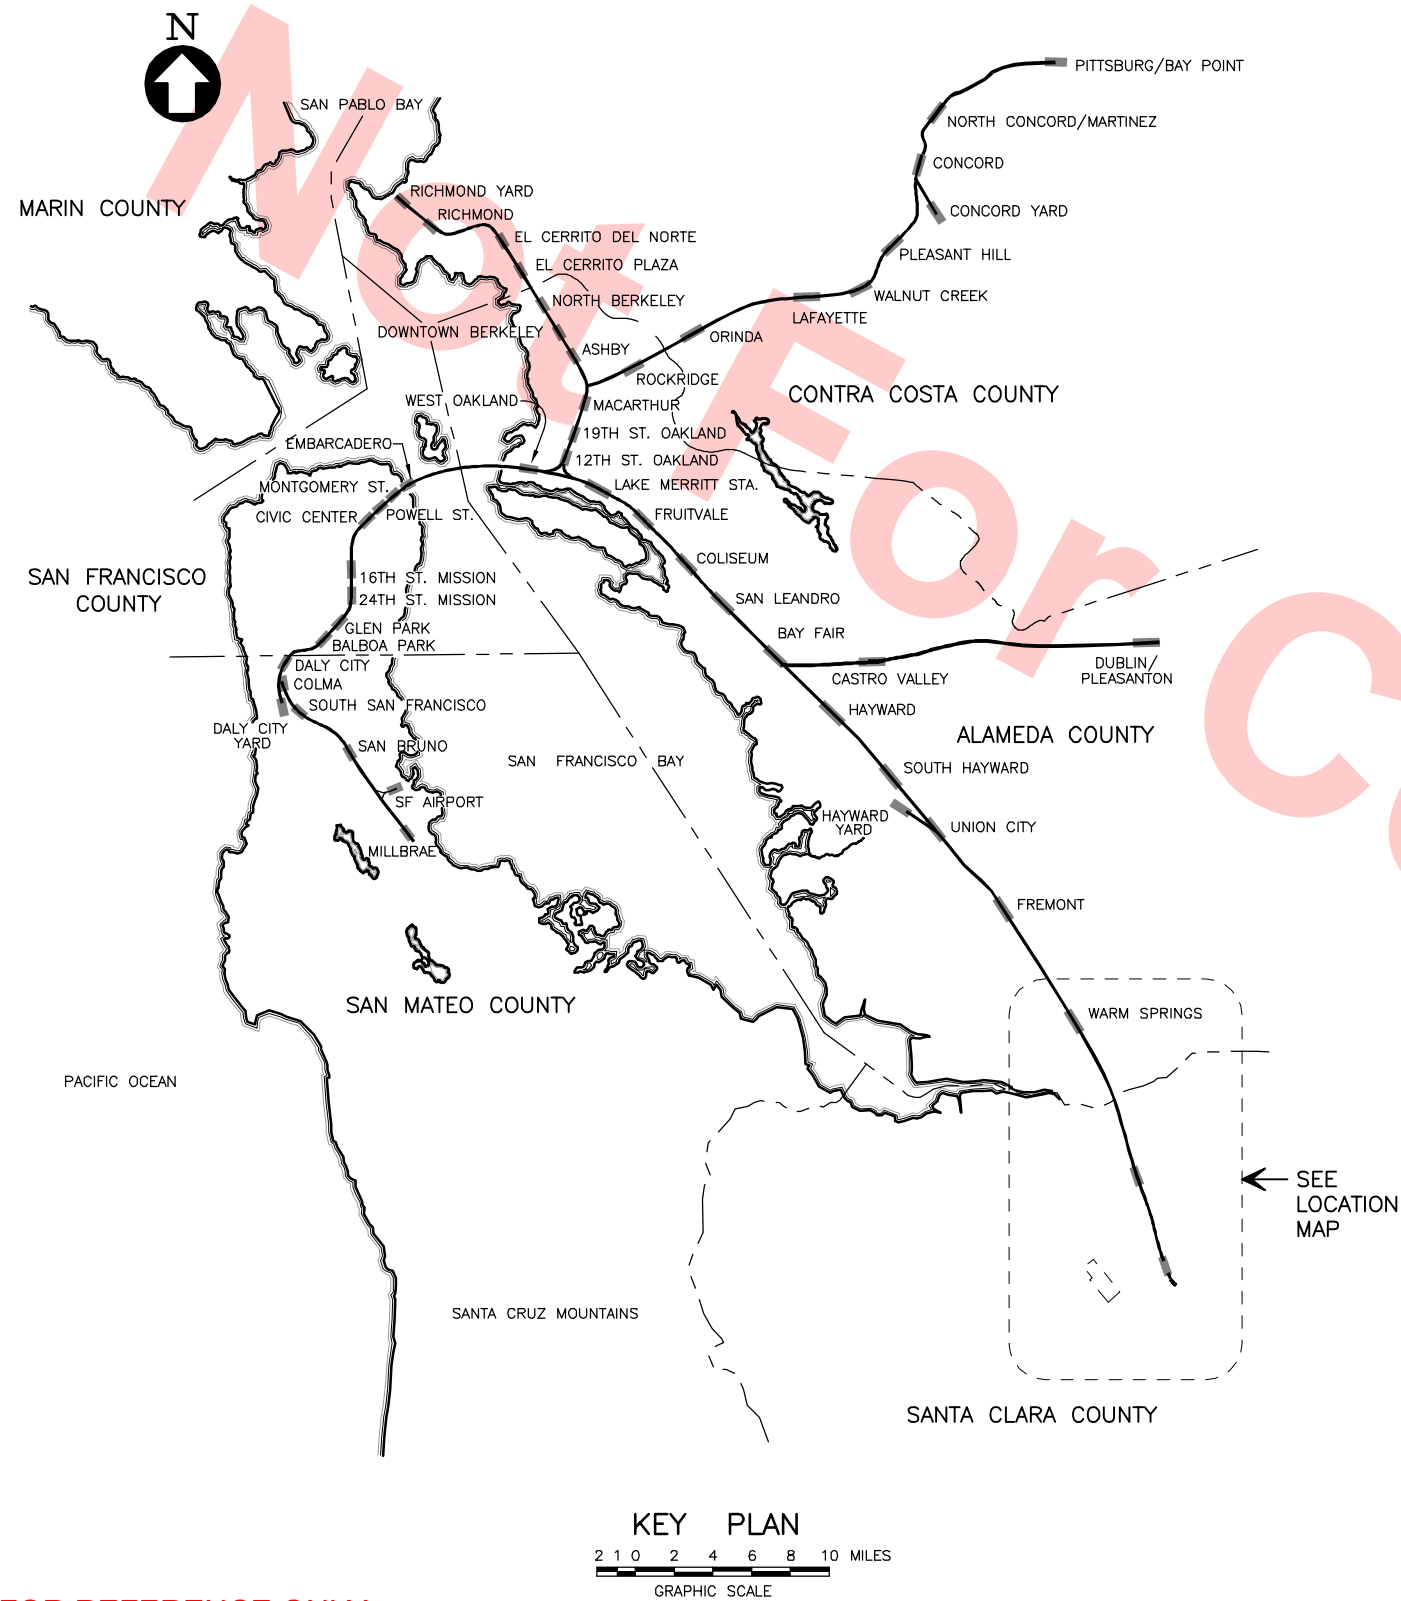 N
PITTSBURG/BAY POINT
SAN PABLO BAY
NORTH CONCORD/MARTINEZ
CONCORD
RICHMOND YARD
MARIN COUNTY
RICHMOND
CONCORD YARD
EL CERRITO DEL NORTE
PLEASANT HILL
EL CERRITO PLAZA
WALNUT CREEK
NORTH BERKELEY
LAFAYETTE
DOWNTOWN BERKELEY
ORINDA
ASHBY
ROCKRIDGE
CONTRA COSTA COUNTY
WEST OAKLAND
MACARTHUR
19TH ST. OAKLAND
EMBARCADERO
12TH ST. OAKLAND
MONTGOMERY ST.
LAKE MERRITT STA.
CIVIC CENTER
POWELL ST.
FRUITVALE
COLISEUM
SAN FRANCISCO
COUNTY
16TH ST. MISSION
24TH ST. MISSION
SAN LEANDRO
GLEN PARK
BAY FAIR
BALBOA PARK
DALY CITY
DUBLIN/
PLEASANTON
COLMA
CASTRO VALLEY
SOUTH SAN FRANCISCO
HAYWARD
DALY CITY
YARD
ALAMEDA COUNTY
SAN BRUNO
SAN FRANCISCO BAY
SOUTH HAYWARD
SF AIRPORT
HAYWARD
YARD
UNION CITY
MILLBRAE
FREMONT
SAN MATEO COUNTY
WARM SPRINGS
PACIFIC OCEAN
SEE
LOCATION
MAP
SANTA CRUZ MOUNTAINS
SANTA CLARA COUNTY
KEY PLAN
2 1 0 2 4 6 8 10 MILES
GRAPHIC SCALE
Not For Co
FOR REFERENCE ONLY